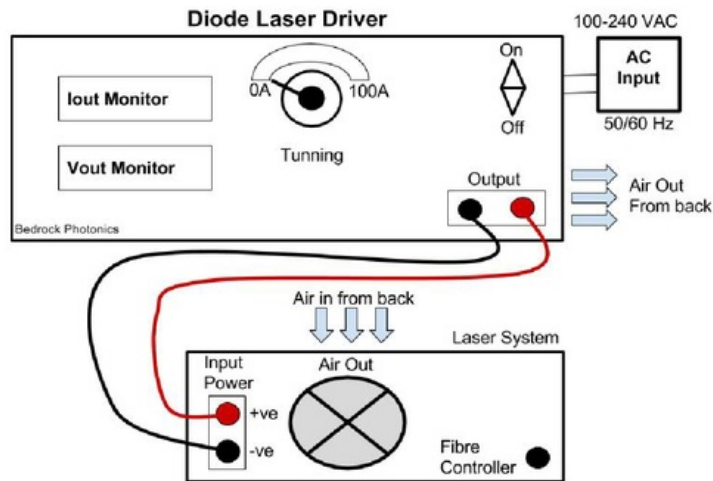 Diode Laser Driver
100-240 VAC
AC
Input
50/60 Hz
On
Off
0A
100A
Tunning
Iout Monitor
Vout Monitor
Output
Bedrock Photonics
Air Out
From back
Air in from back
Laser System
Input
Power
Air Out
+ve
-ve
Fibre
Controller